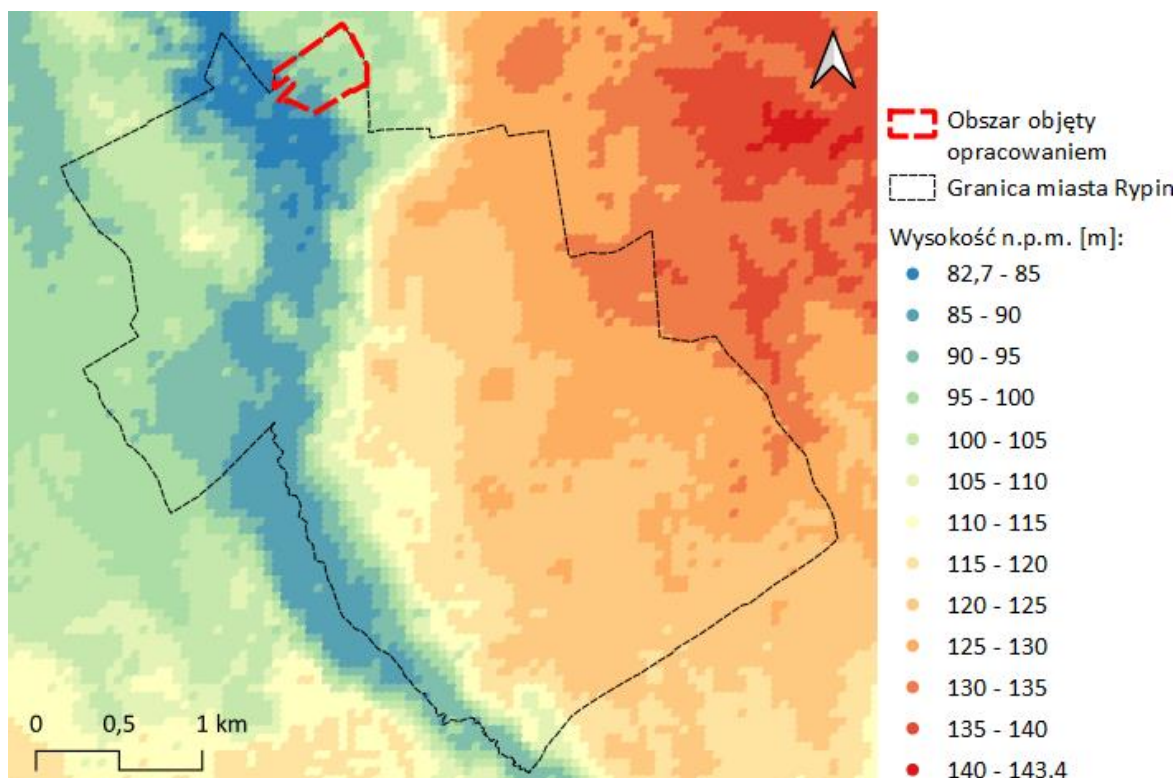 Obszar objęty
opracowaniem
Granica miasta Rypin
Wysokość n.p.m. [m]:
82,7 - 85
85 - 90
90 - 95
95 - 100
100 - 105
105 - 110
110 - 115
115 - 120
120 - 125
125 - 130
130 - 135
135 - 140
140 - 143,4
0 0,5 1 km